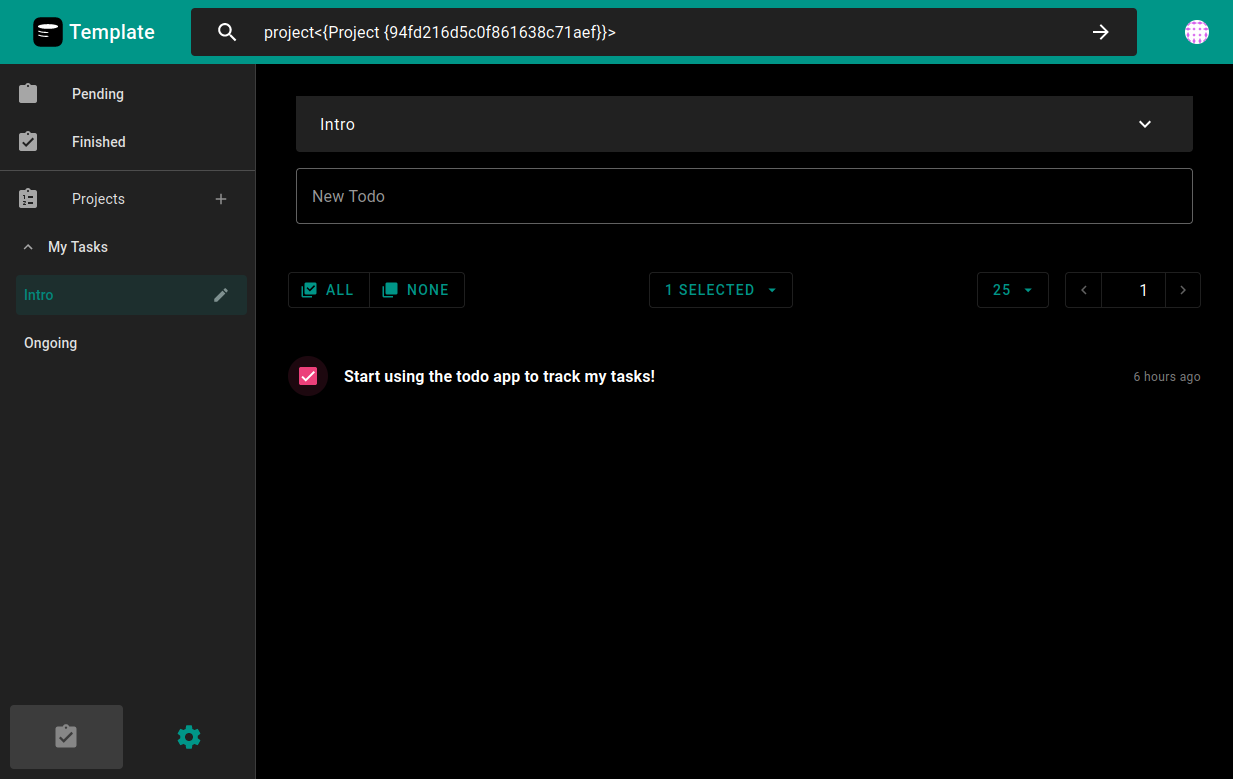 Template
project<{Project {94fd216d5c0f861638c71aef}}>
Pending
Finished
Projects
My Tasks
Intro
Ongoing
Intro
New Todo
ALL NONE 1 SELECTED 25 1
Start using the todo app to track my tasks! 6 hours ago